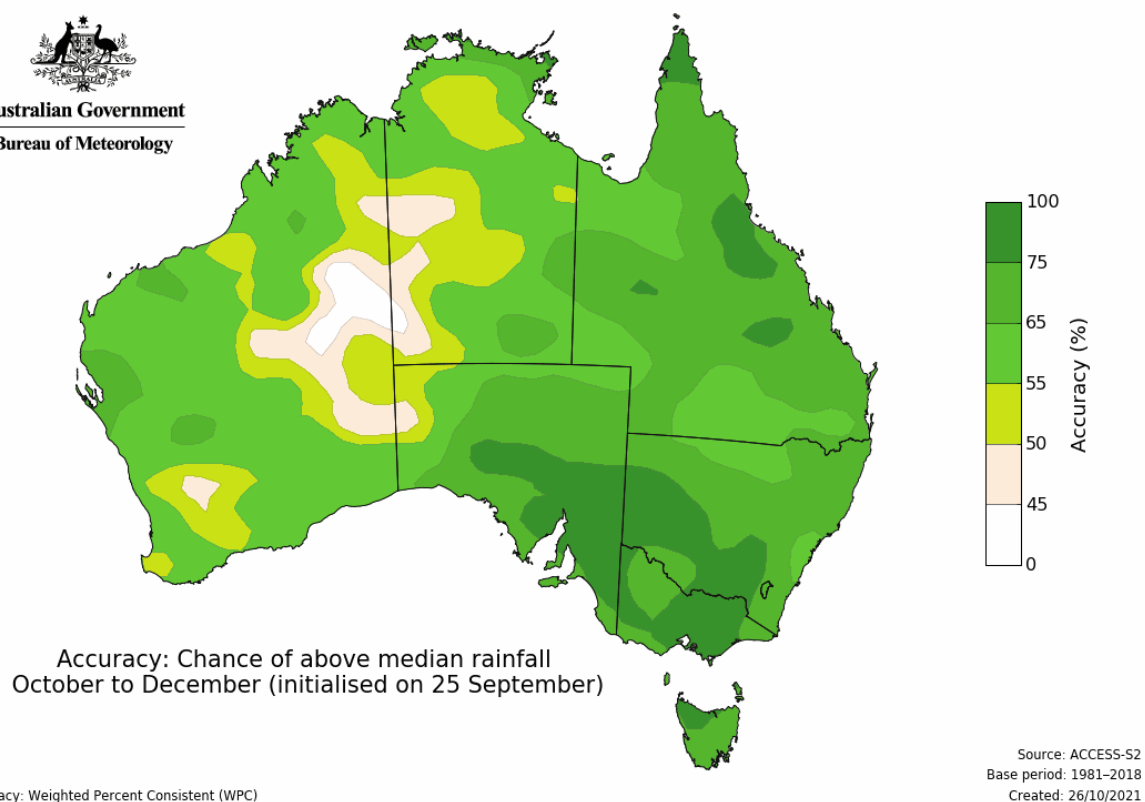 AUSTRALIA
ustralian Government
Bureau of Meteorology
100
75
65
55
50
45
0
Accuracy (%)
Accuracy: Chance of above median rainfall
October to December (initialised on 25 September)
Source: ACCESS-S2
Base period: 1981–2018
Created: 26/10/2021
acy: Weighted Percent Consistent (WPC)